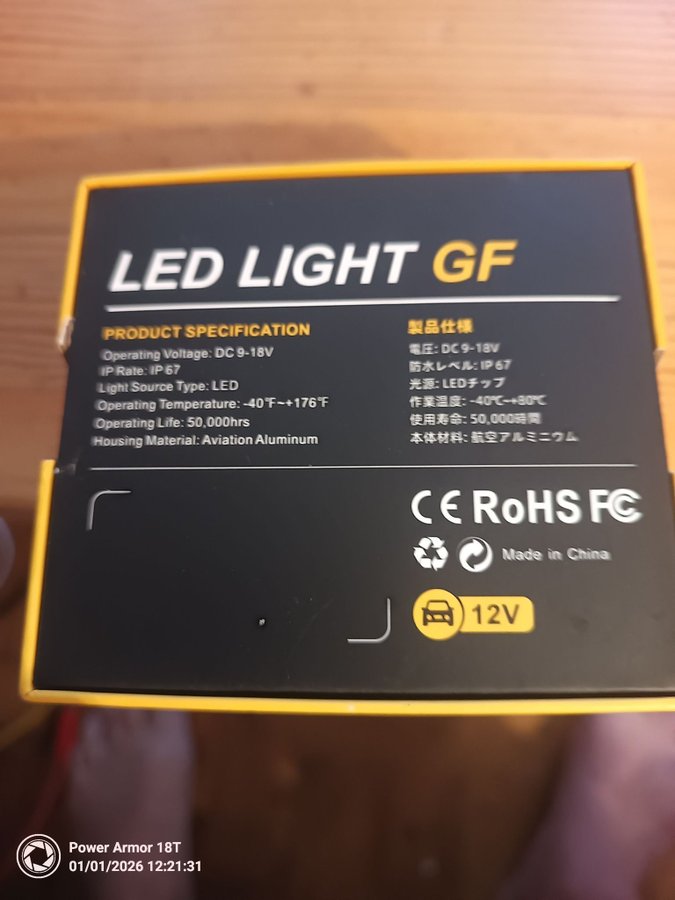 LED LIGHT GF
PRODUCT SPECIFICATION
Operating Voltage: DC 9-18V
IP Rate: IP 67
Light Source Type: LED
Operating Temperature: -40℉~+176℉
Operating Life: 50,000hrs
Housing Material: Aviation Aluminum
製品仕様
電圧: DC 9-18V
防水レベル: IP 67
光源: LEDチップ
作業温度: -40℃~+80℃
使用寿命: 50,000時間
本体材料: 航空アルミニウム
CE RoHS FC
Made in China
12V
Power Armor 18T
01/01/2026 12:21:31